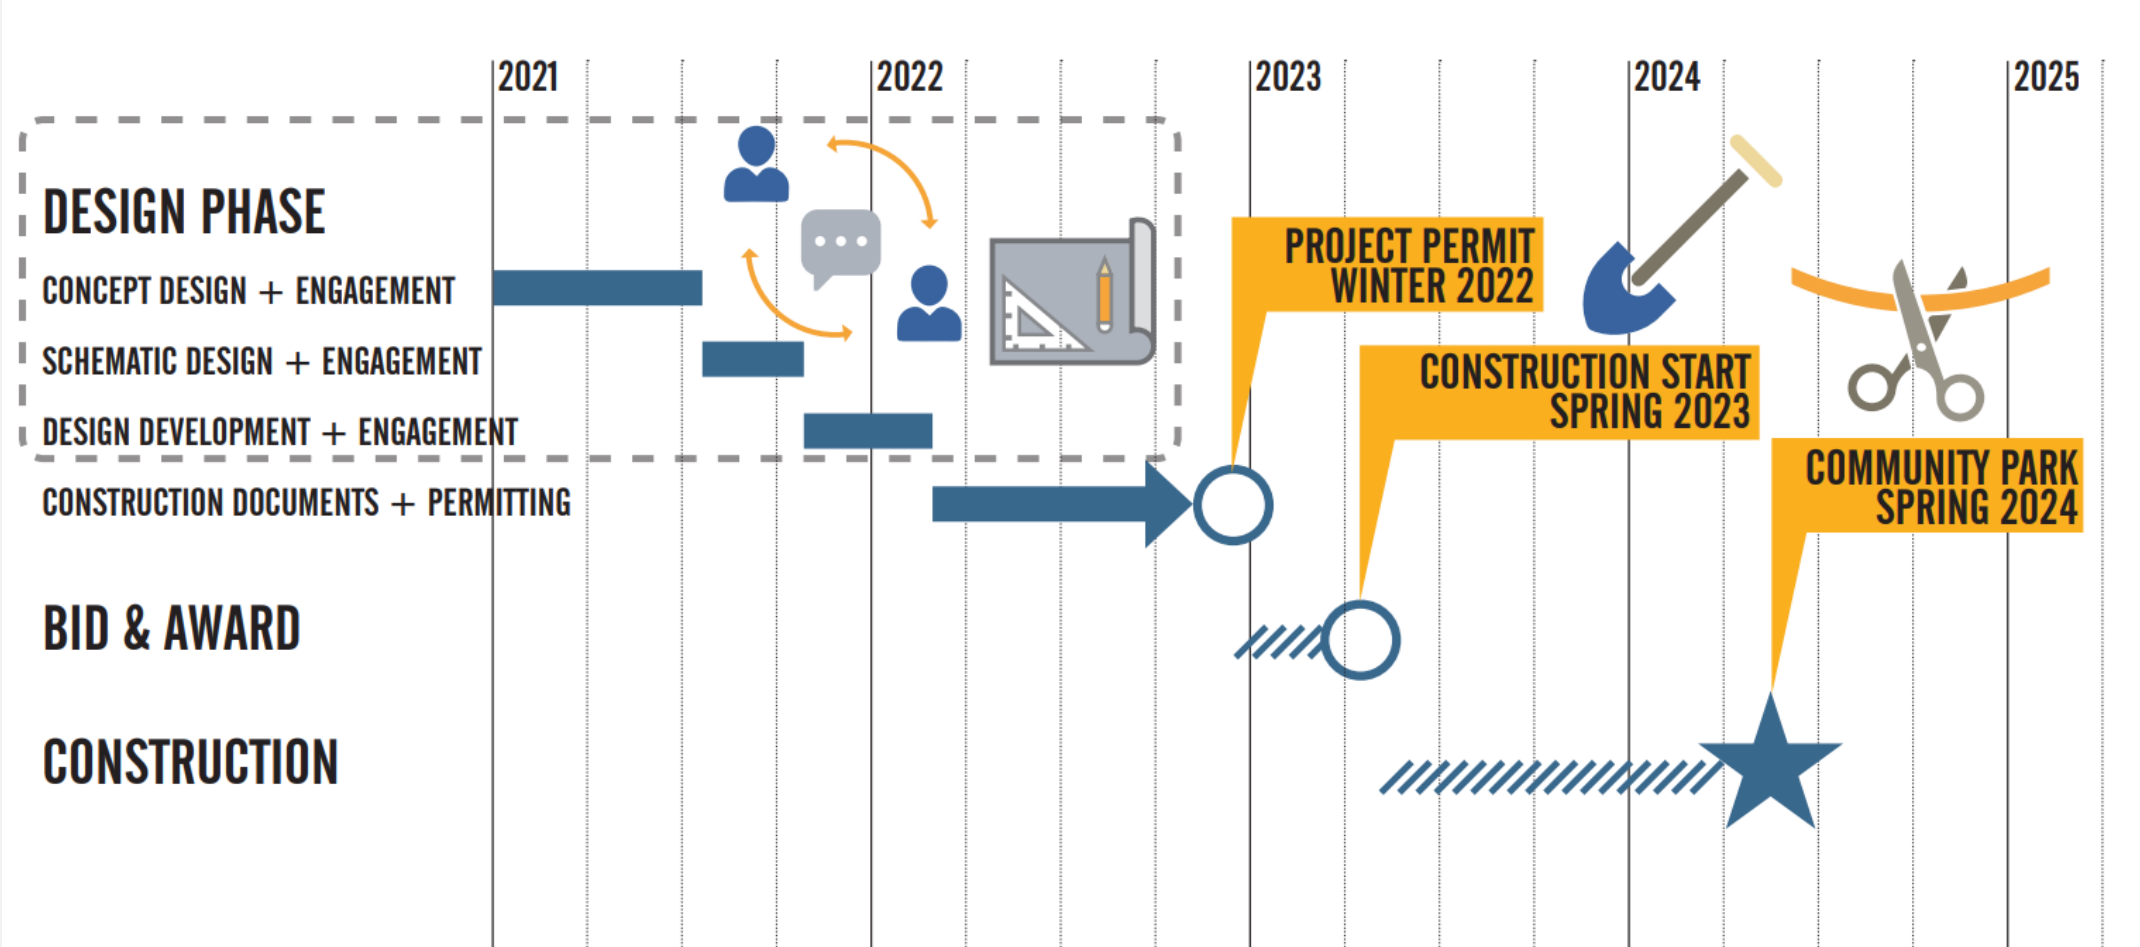 2021
2022
2023
2024
2025
DESIGN PHASE
CONCEPT DESIGN + ENGAGEMENT
SCHEMATIC DESIGN + ENGAGEMENT
DESIGN DEVELOPMENT + ENGAGEMENT
CONSTRUCTION DOCUMENTS + PERMITTING
PROJECT PERMIT
WINTER 2022
CONSTRUCTION START
SPRING 2023
COMMUNITY PARK
SPRING 2024
BID & AWARD
CONSTRUCTION